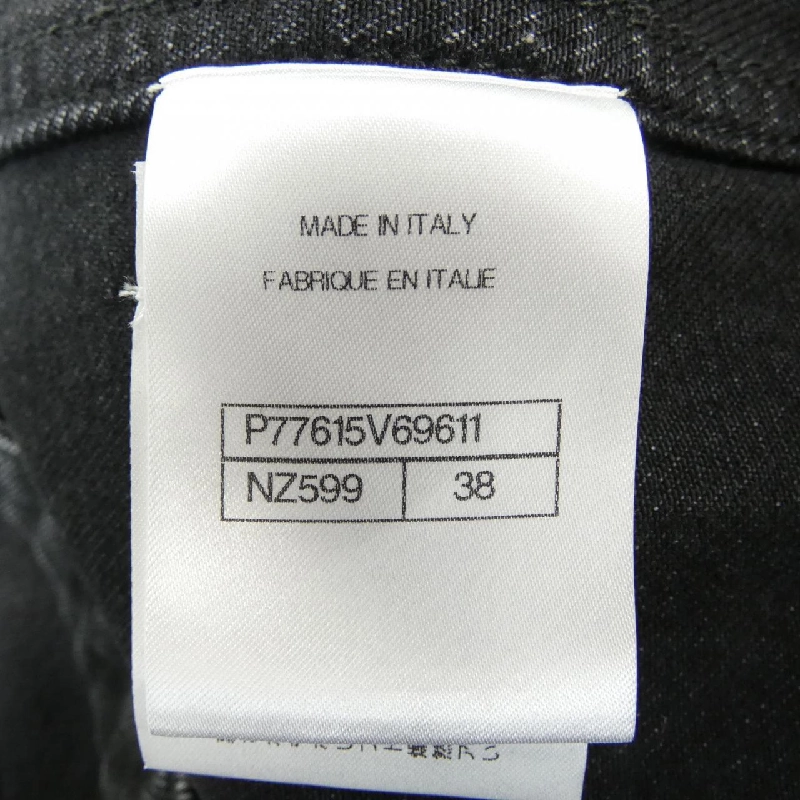 MADE IN ITALY
FABRIQUE EN ITALIE
P77615V69611
NZ599 38